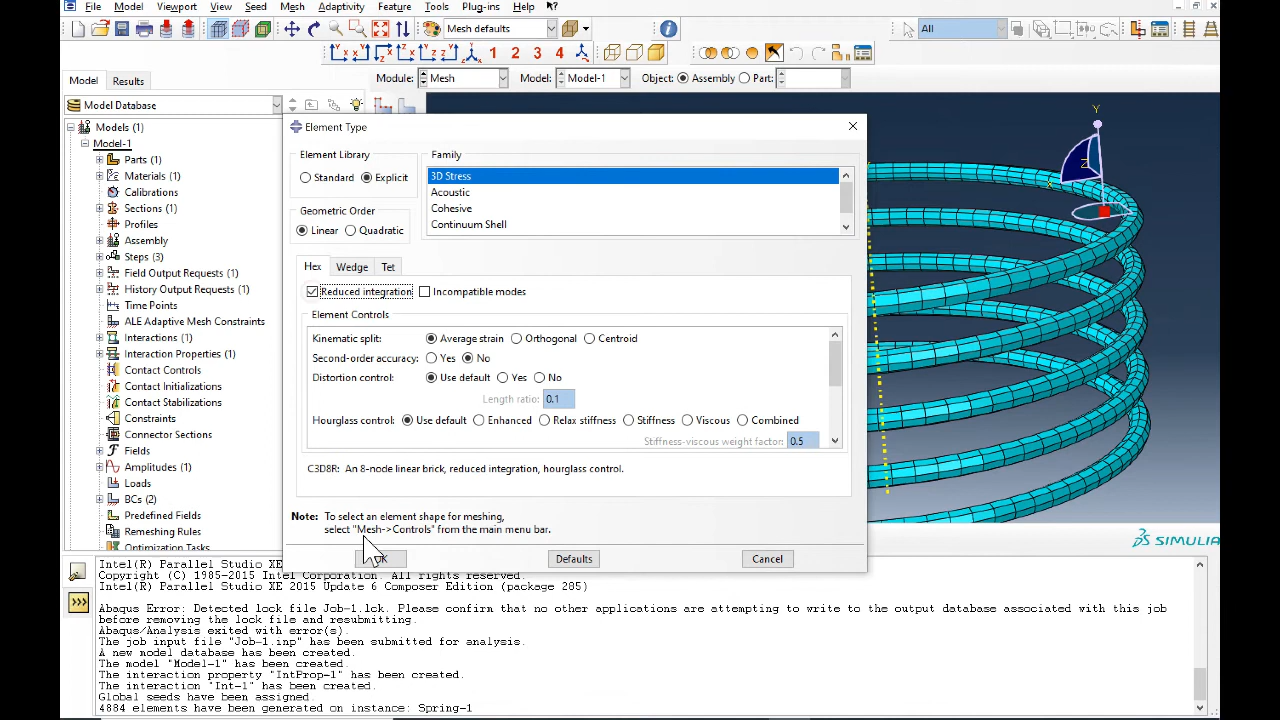 File Model Viewport View Seed Mesh Adaptivity Feature Tools Plug-ins Help
Mesh defaults
All
1 2 3 4
Model Results
Module: Mesh Model: Model-1 Object: Assembly Part:
Model Database
Models (1)
Model-1
Parts (1)
Materials (1)
Calibrations
Sections (1)
Profiles
Assembly
Steps (3)
Field Output Requests (1)
History Output Requests (1)
Time Points
ALE Adaptive Mesh Constraints
Interactions (1)
Interaction Properties (1)
Contact Controls
Contact Initializations
Contact Stabilizations
Constraints
Connector Sections
Fields
Amplitudes (1)
Loads
BCs (2)
Predefined Fields
Remeshing Rules
Optimization Tasks
Element Type
Element Library
Standard Explicit
Geometric Order
Linear Quadratic
Family
3D Stress
Acoustic
Cohesive
Continuum Shell
Hex Wedge Tet
Reduced integration Incompatible modes
Element Controls
Kinematic split: Average strain Orthogonal Centroid
Second-order accuracy: Yes No
Distortion control: Use default Yes No
Length ratio: 0.1
Hourglass control: Use default Enhanced Relax stiffness Stiffness Viscous Combined
Stiffness-viscous weight factor: 0.5
C3D8R: An 8-node linear brick, reduced integration, hourglass control.
Note: To select an element shape for meshing,
select "Mesh->Controls" from the main menu bar.
OK Defaults Cancel
Y
Z
X
SIMULIA
Intel(R) Parallel Studio XE
Copyright (C) 1985-2015 Intel Corporation. All rights reserved.
Intel(R) Parallel Studio XE 2015 Update 6 Composer Edition (package 285)
Abaqus Error: Detected lock file Job-1.lck. Please confirm that no other applications are attempting to write to the output database associated with this job
before removing the lock file and resubmitting.
Abaqus/Analysis exited with error(s).
The job input file "Job-1.inp" has been submitted for analysis.
A new model database has been created.
The model "Model-1" has been created.
The interaction property "IntProp-1" has been created.
The interaction "Int-1" has been created.
Global seeds have been assigned.
4884 elements have been generated on instance: Spring-1